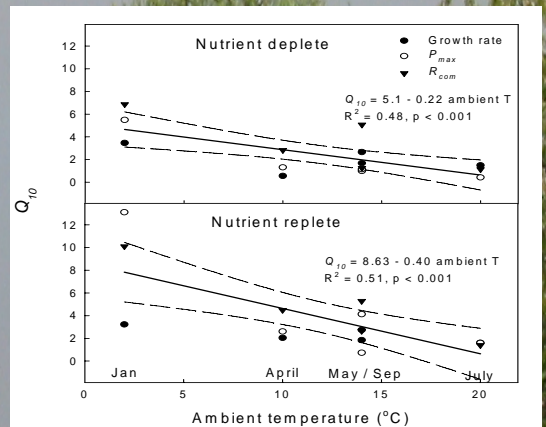 Nutrient deplete
Growth rate
Pmax
Rcom
Q10 = 5.1 - 0.22 ambient T
R2 = 0.48, p < 0.001
12
10
8
6
4
2
0
Q10
Nutrient replete
Q10 = 8.63 - 0.40 ambient T
R2 = 0.51, p < 0.001
12
10
8
6
4
2
0
Jan April May / Sep July
0 5 10 15 20
Ambient temperature (oC)